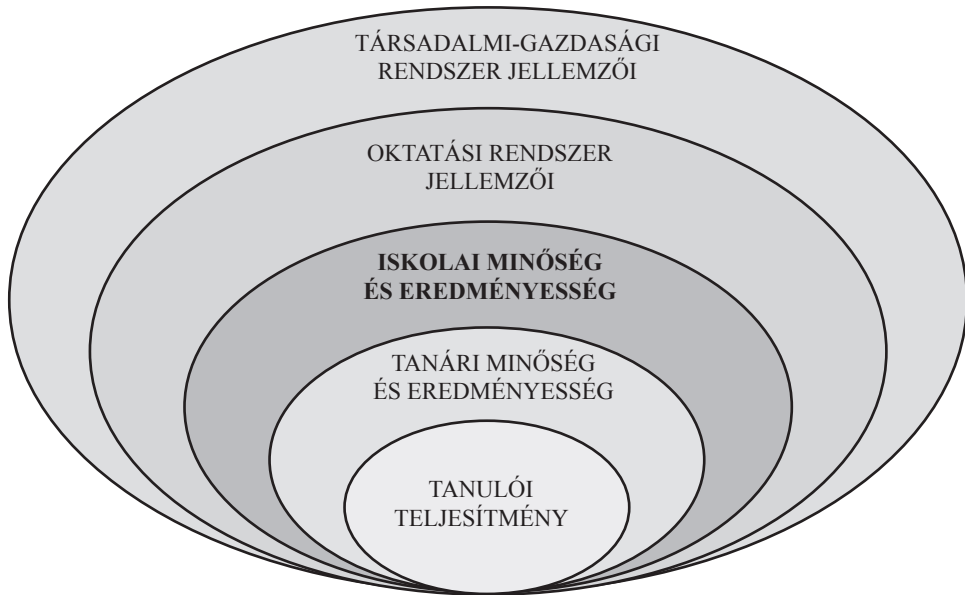 TÁRSADALMI-GAZDASÁGI
RENDSZER JELLEMZŐI
OKTATÁSI RENDSZER
JELLEMZŐI
ISKOLAI MINŐSÉG
ÉS EREDMÉNYESSÉG
TANÁRI MINŐSÉG
ÉS EREDMÉNYESSÉG
TANULÓI
TELJESÍTMÉNY